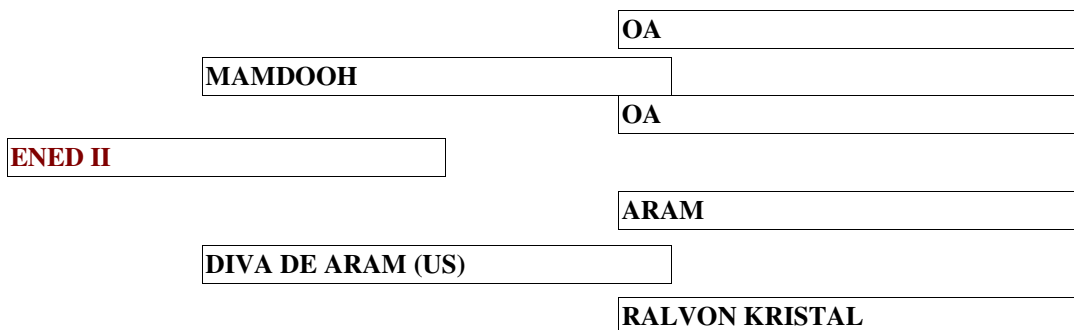 OA
MAMDOOH
OA
ENED II
ARAM
DIVA DE ARAM (US)
RALVON KRISTAL